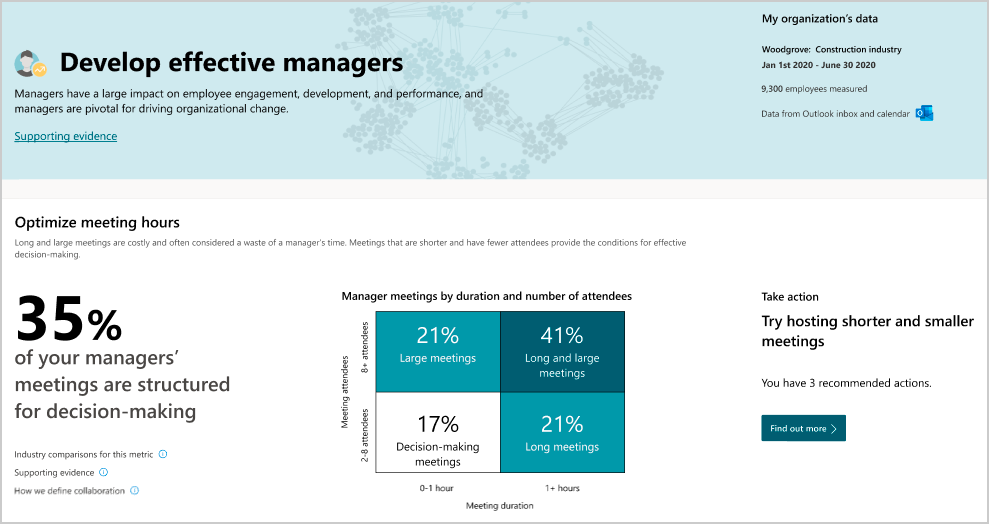 My organization's data
Develop effective managers
Woodgrove: Construction industry
Jan 1st 2020 - June 30 2020
Managers have a large impact on employee engagement, development, and performance, and
managers are pivotal for driving organizational change.
9,300 employees measured
Data from Outlook inbox and calendar
Supporting evidence
Optimize meeting hours
Long and large meetings are costly and often considered a waste of a manager's time. Meetings that are shorter and have fewer attendees provide the conditions for effective
decision-making.
35%
of your managers'
meetings are structured
for decision-making
Industry comparisons for this metric
Supporting evidence
How we define collaboration
Manager meetings by duration and number of attendees
Meeting attendees
8+ attendees
21%
Large meetings
41%
Long and large
meetings
2-8 attendees
17%
Decision-making
meetings
21%
Long meetings
0-1 hour
1+ hours
Meeting duration
Take action
Try hosting shorter and smaller
meetings
You have 3 recommended actions.
Find out more